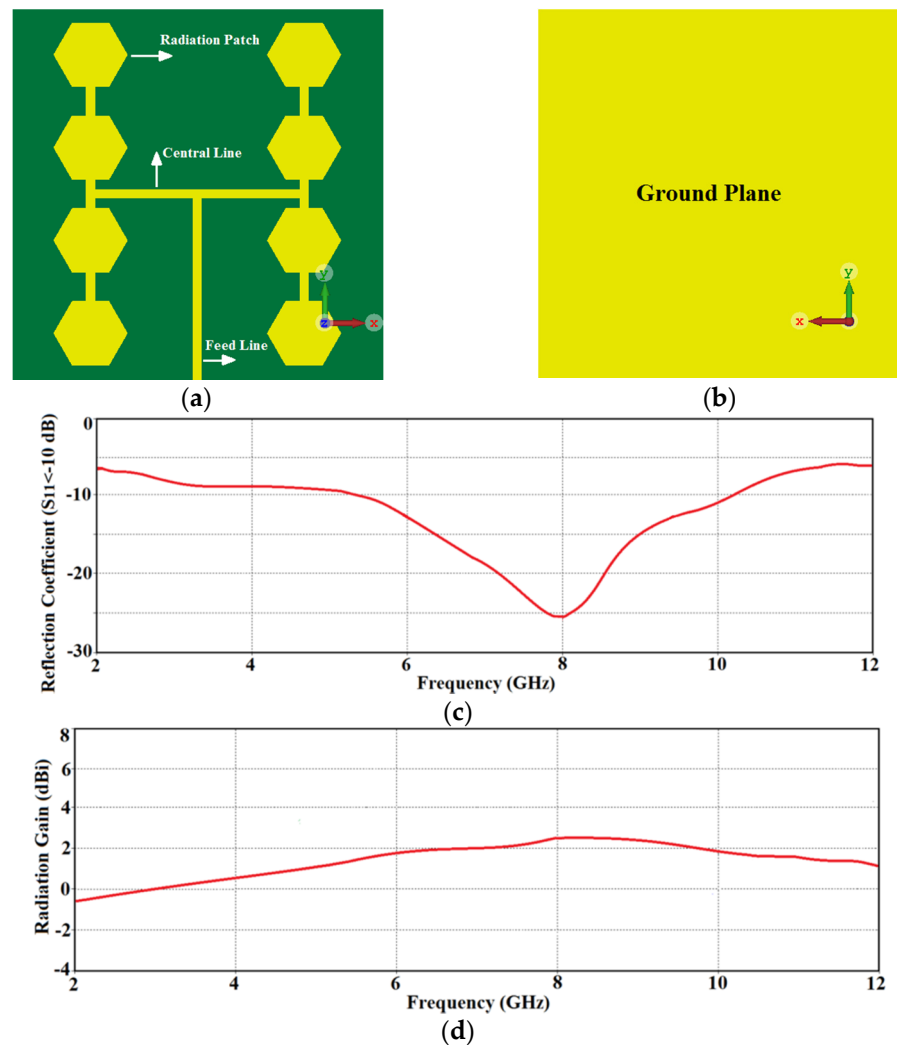 Radiation Patch
Central Line
Feed Line
y
z
x
(a)
Ground Plane
y
x
(b)
Reflection Coefficient (S11<-10 dB)
0
-10
-20
-30
2
4
6
8
10
12
Frequency (GHz)
(c)
Radiation Gain (dBi)
8
6
4
2
0
-2
-4
2
4
6
8
10
12
Frequency (GHz)
(d)